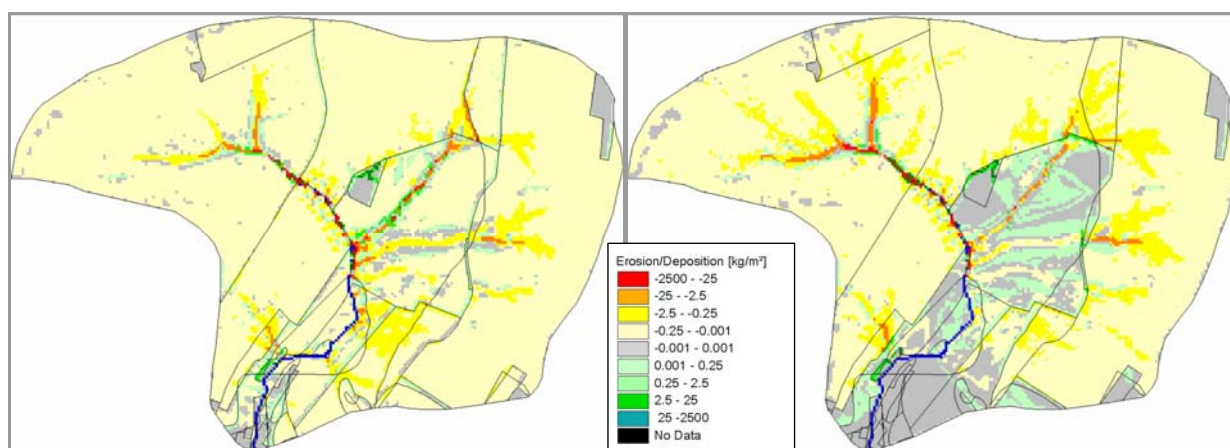 Erosion/Deposition [kg/m²]
-2500 - -25
-25 - -2.5
-2.5 - -0.25
-0.25 - -0.001
-0.001 - 0.001
0.001 - 0.25
0.25 - 2.5
2.5 - 25
25 -2500
No Data